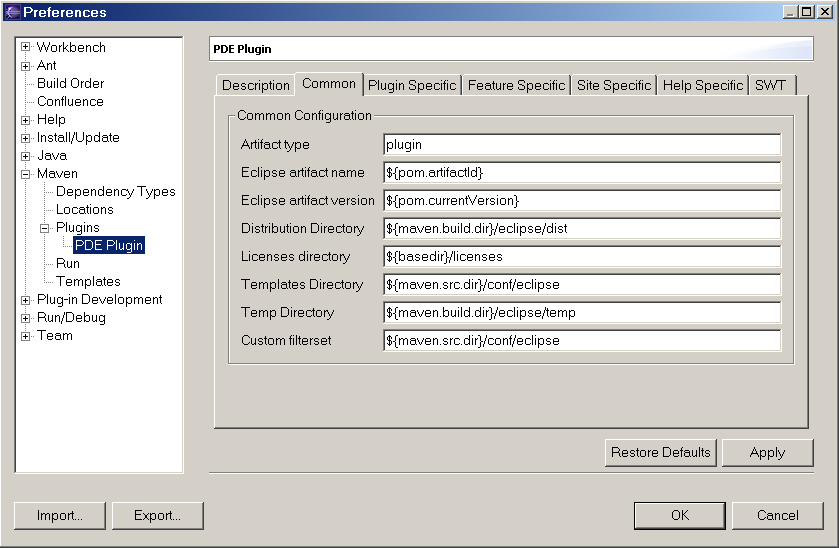 Preferences
Workbench
Ant
Build Order
Confluence
Help
Install/Update
Java
Maven
Dependency Types
Locations
Plugins
PDE Plugin
Run
Templates
Plug-in Development
Run/Debug
Team
PDE Plugin
Description Common Plugin Specific Feature Specific Site Specific Help Specific SWT
Common Configuration
Artifact type plugin
Eclipse artifact name ${pom.artifactId}
Eclipse artifact version ${pom.currentVersion}
Distribution Directory ${maven.build.dir}/eclipse/dist
Licenses directory ${basedir}/licenses
Templates Directory ${maven.src.dir}/conf/eclipse
Temp Directory ${maven.build.dir}/eclipse/temp
Custom filterset ${maven.src.dir}/conf/eclipse
Restore Defaults Apply
Import... Export... OK Cancel